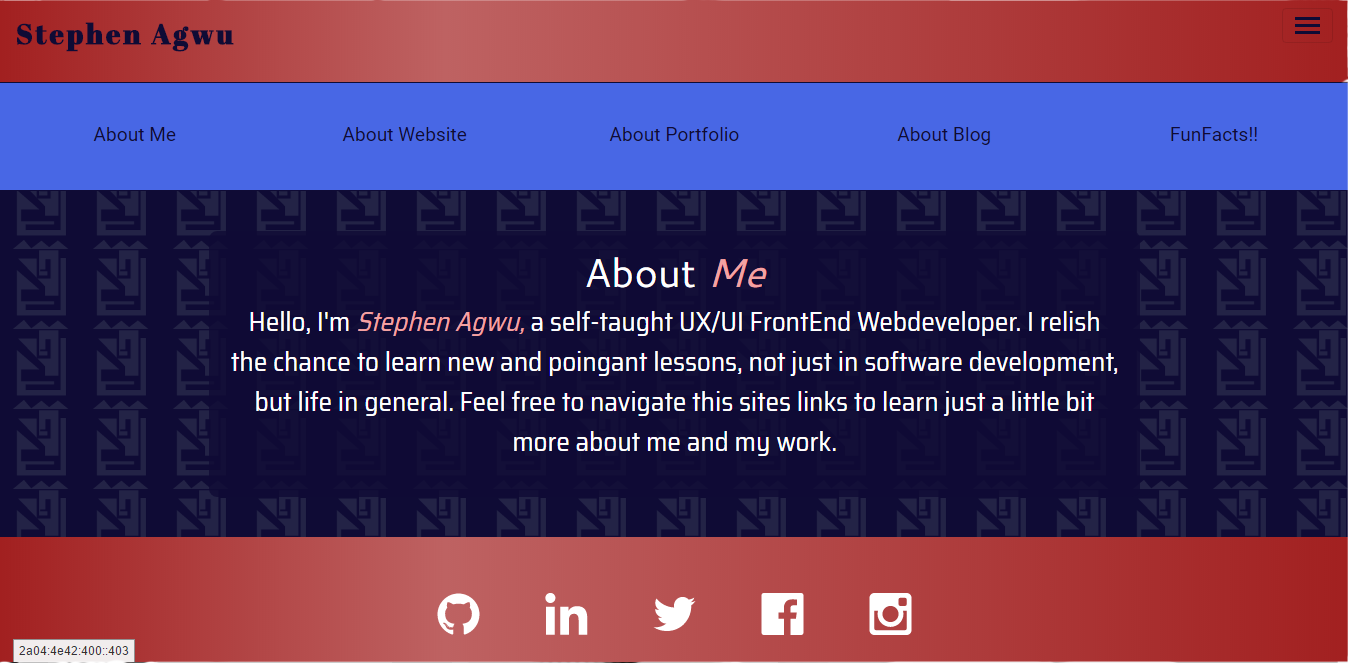 Stephen Agwu
About Me
About Website
About Portfolio
About Blog
FunFacts!!
About Me
Hello, I'm Stephen Agwu, a self-taught UX/UI FrontEnd Webdeveloper. I relish
the chance to learn new and poingant lessons, not just in software development,
but life in general. Feel free to navigate this sites links to learn just a little bit
more about me and my work.
in
2a04:4e42:400::403